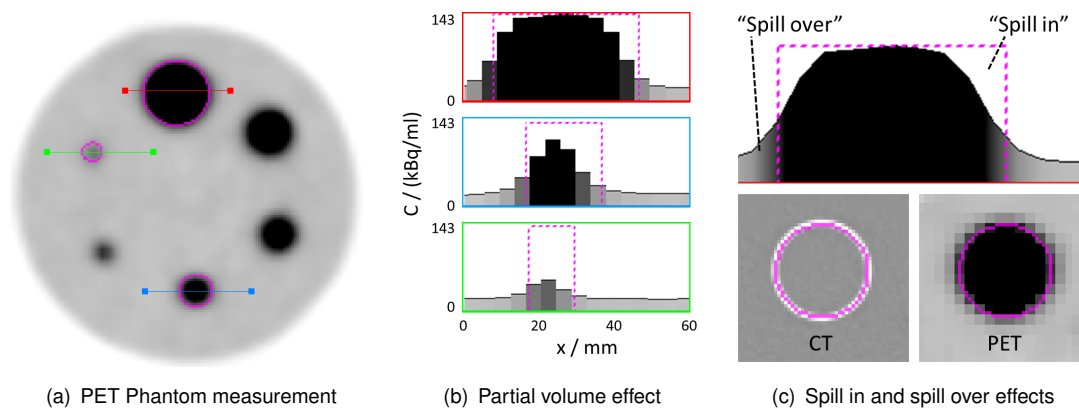 143
0
143
0
143
0
C / (kBq/ml)
0 20 40 60
x / mm
“Spill over” “Spill in”
CT PET
(a) PET Phantom measurement
(b) Partial volume effect
(c) Spill in and spill over effects